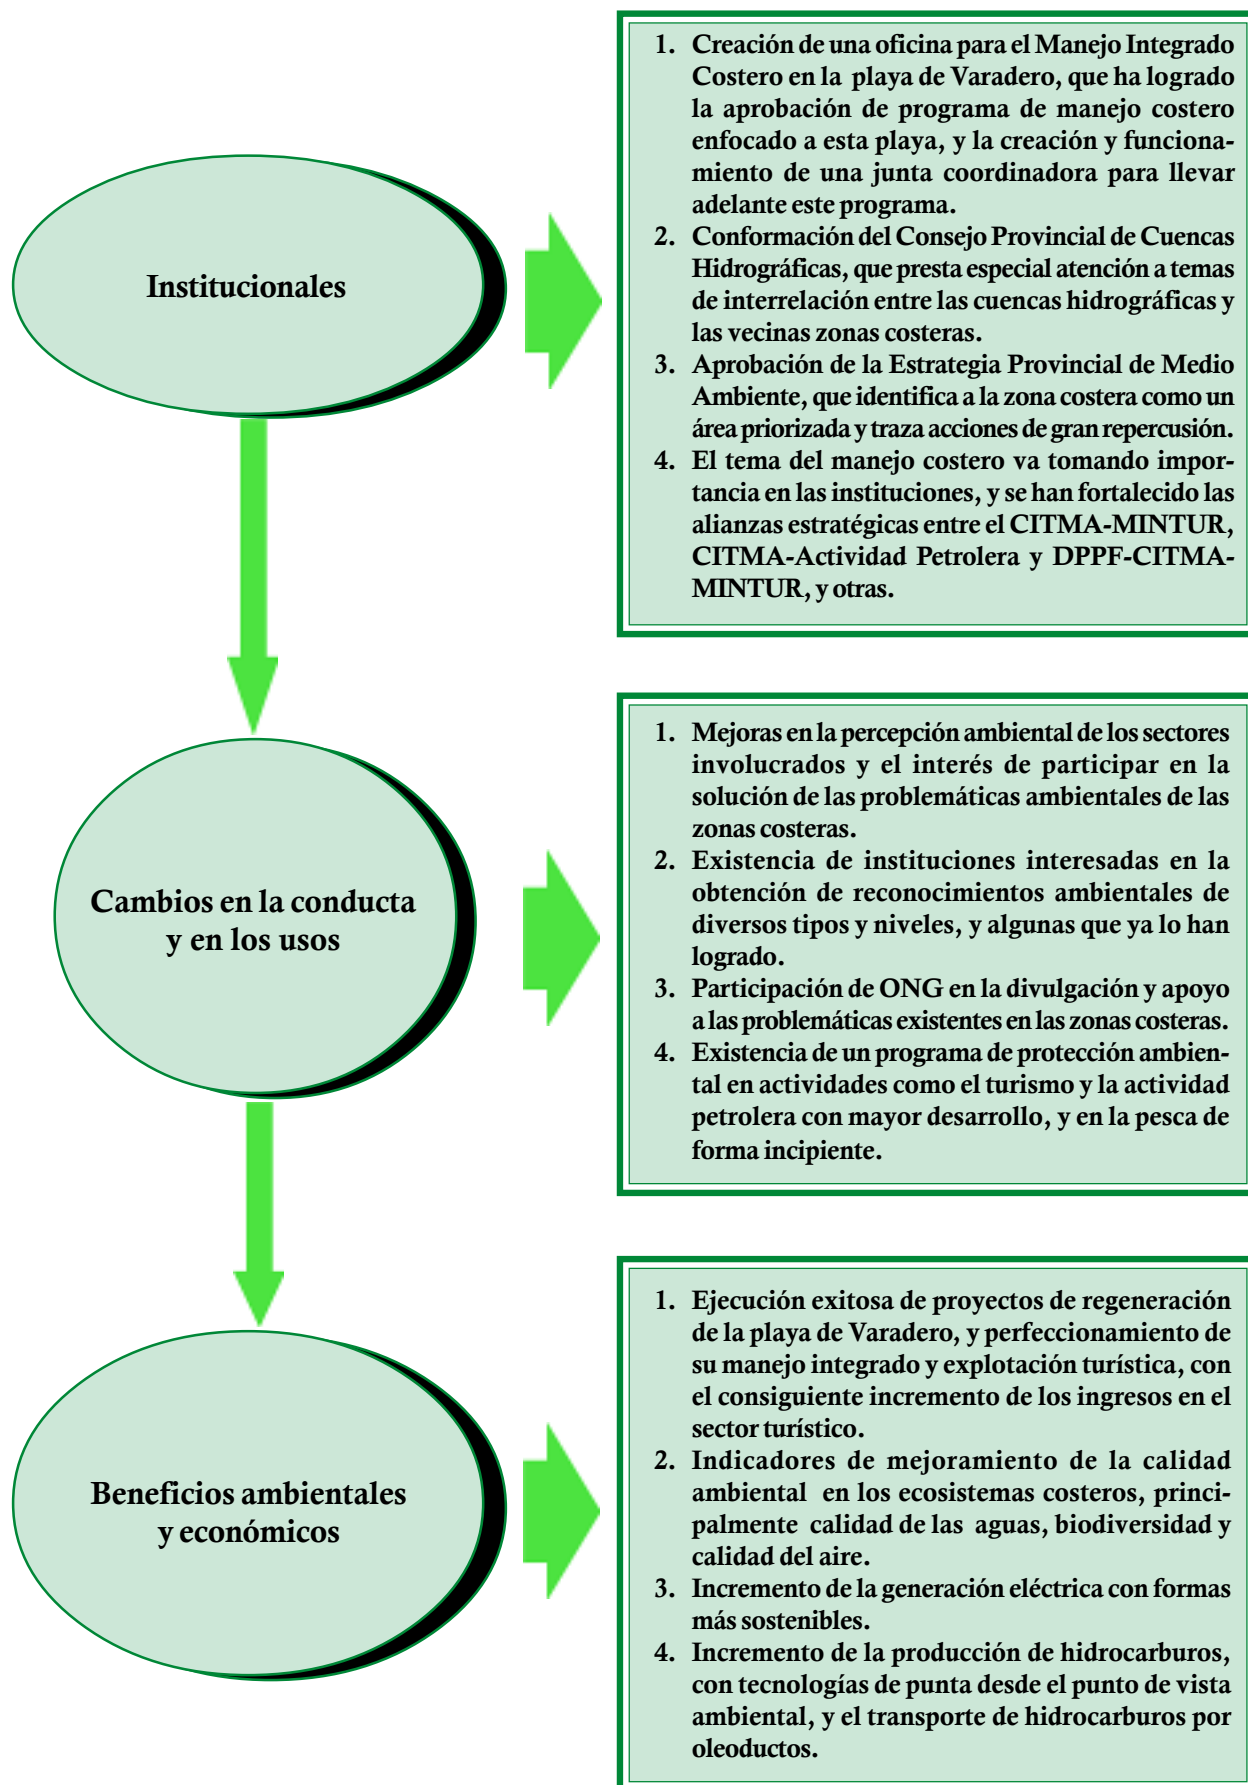 Institucionales
1. Creación de una oficina para el Manejo Integrado
Costero en la playa de Varadero, que ha logrado
la aprobación de programa de manejo costero
enfocado a esta playa, y la creación y funciona-
miento de una junta coordinadora para llevar
adelante este programa.
2. Conformación del Consejo Provincial de Cuencas
Hidrográficas, que presta especial atención a temas
de interrelación entre las cuencas hidrográficas y
las vecinas zonas costeras.
3. Aprobación de la Estrategia Provincial de Medio
Ambiente, que identifica a la zona costera como un
área priorizada y traza acciones de gran repercusión.
4. El tema del manejo costero va tomando impor-
tancia en las instituciones, y se han fortalecido las
alianzas estratégicas entre el CITMA-MINTUR,
CITMA-Actividad Petrolera y DPPF-CITMA-
MINTUR, y otras.
Cambios en la conducta
y en los usos
1. Mejoras en la percepción ambiental de los sectores
involucrados y el interés de participar en la
solución de las problemáticas ambientales de las
zonas costeras.
2. Existencia de instituciones interesadas en la
obtención de reconocimientos ambientales de
diversos tipos y niveles, y algunas que ya lo han
logrado.
3. Participación de ONG en la divulgación y apoyo
a las problemáticas existentes en las zonas costeras.
4. Existencia de un programa de protección ambien-
tal en actividades como el turismo y la actividad
petrolera con mayor desarrollo, y en la pesca de
forma incipiente.
Beneficios ambientales
y económicos
1. Ejecución exitosa de proyectos de regeneración
de la playa de Varadero, y perfeccionamiento de
su manejo integrado y explotación turística, con
el consiguiente incremento de los ingresos en el
sector turístico.
2. Indicadores de mejoramiento de la calidad
ambiental en los ecosistemas costeros, princi-
palmente calidad de las aguas, biodiversidad y
calidad del aire.
3. Incremento de la generación eléctrica con formas
más sostenibles.
4. Incremento de la producción de hidrocarburos,
con tecnologías de punta desde el punto de vista
ambiental, y el transporte de hidrocarburos por
oleoductos.